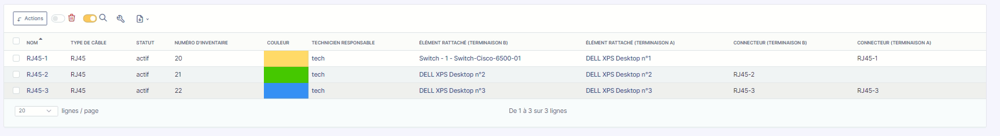 Actions
NOM TYPE DE CÂBLE STATUT NUMÉRO D'INVENTAIRE COULEUR TECHNICIEN RESPONSABLE ÉLÉMENT RATTACHÉ (TERMINAISON B) ÉLÉMENT RATTACHÉ (TERMINAISON A) CONNECTEUR (TERMINAISON B) CONNECTEUR (TERMINAISON A)
RJ45-1 RJ45 actif 20 tech Switch - 1 - Switch-Cisco-6500-01 DELL XPS Desktop n°1 RJ45-1
RJ45-2 RJ45 actif 21 tech DELL XPS Desktop n°2 DELL XPS Desktop n°2 RJ45-2
RJ45-3 RJ45 actif 22 tech DELL XPS Desktop n°3 DELL XPS Desktop n°3 RJ45-3 RJ45-3
20 lignes / page De 1 à 3 sur 3 lignes